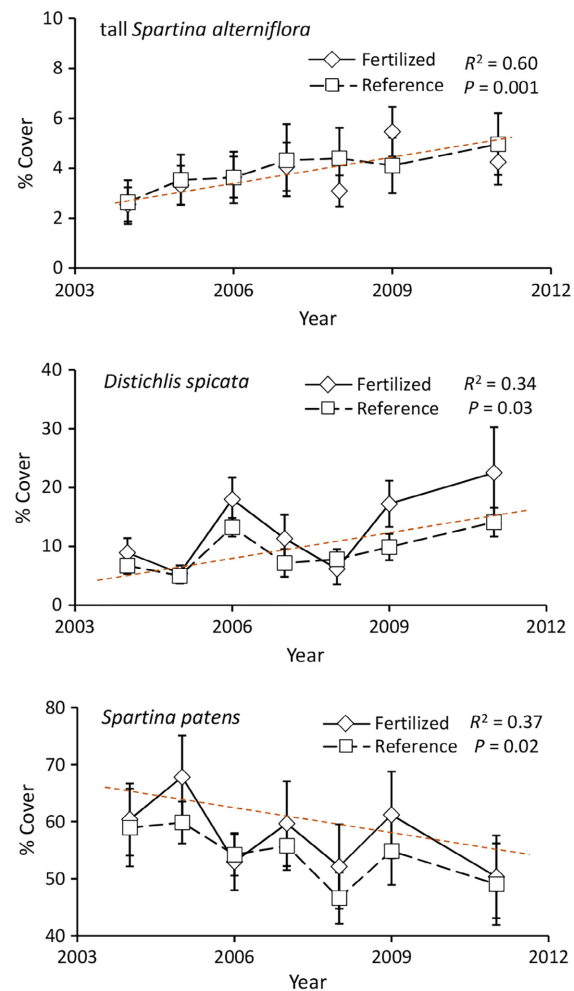 10
tall Spartina alterniflora
Fertilized
R² = 0.60
8
Reference
P = 0.001
6
% Cover
4
2
0
2003
2006
2009
2012
Year
40
Distichlis spicata
Fertilized
R² = 0.34
Reference
P = 0.03
30
% Cover
20
10
0
2003
2006
2009
2012
Year
80
Spartina patens
Fertilized
R² = 0.37
Reference
P = 0.02
70
% Cover
60
50
40
2003
2006
2009
2012
Year